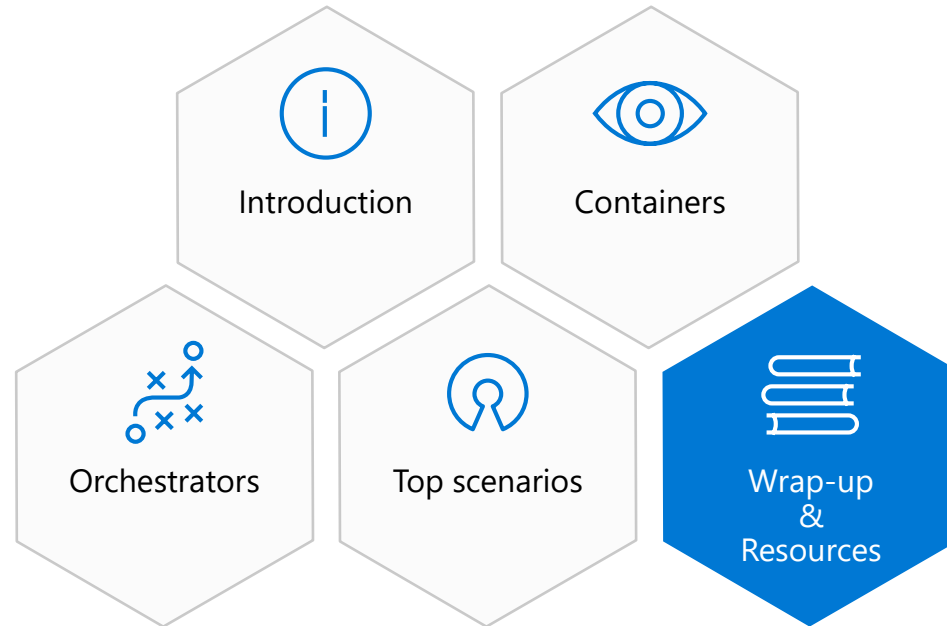 Introduction
Containers
Orchestrators
Top scenarios
Wrap-up
&
Resources